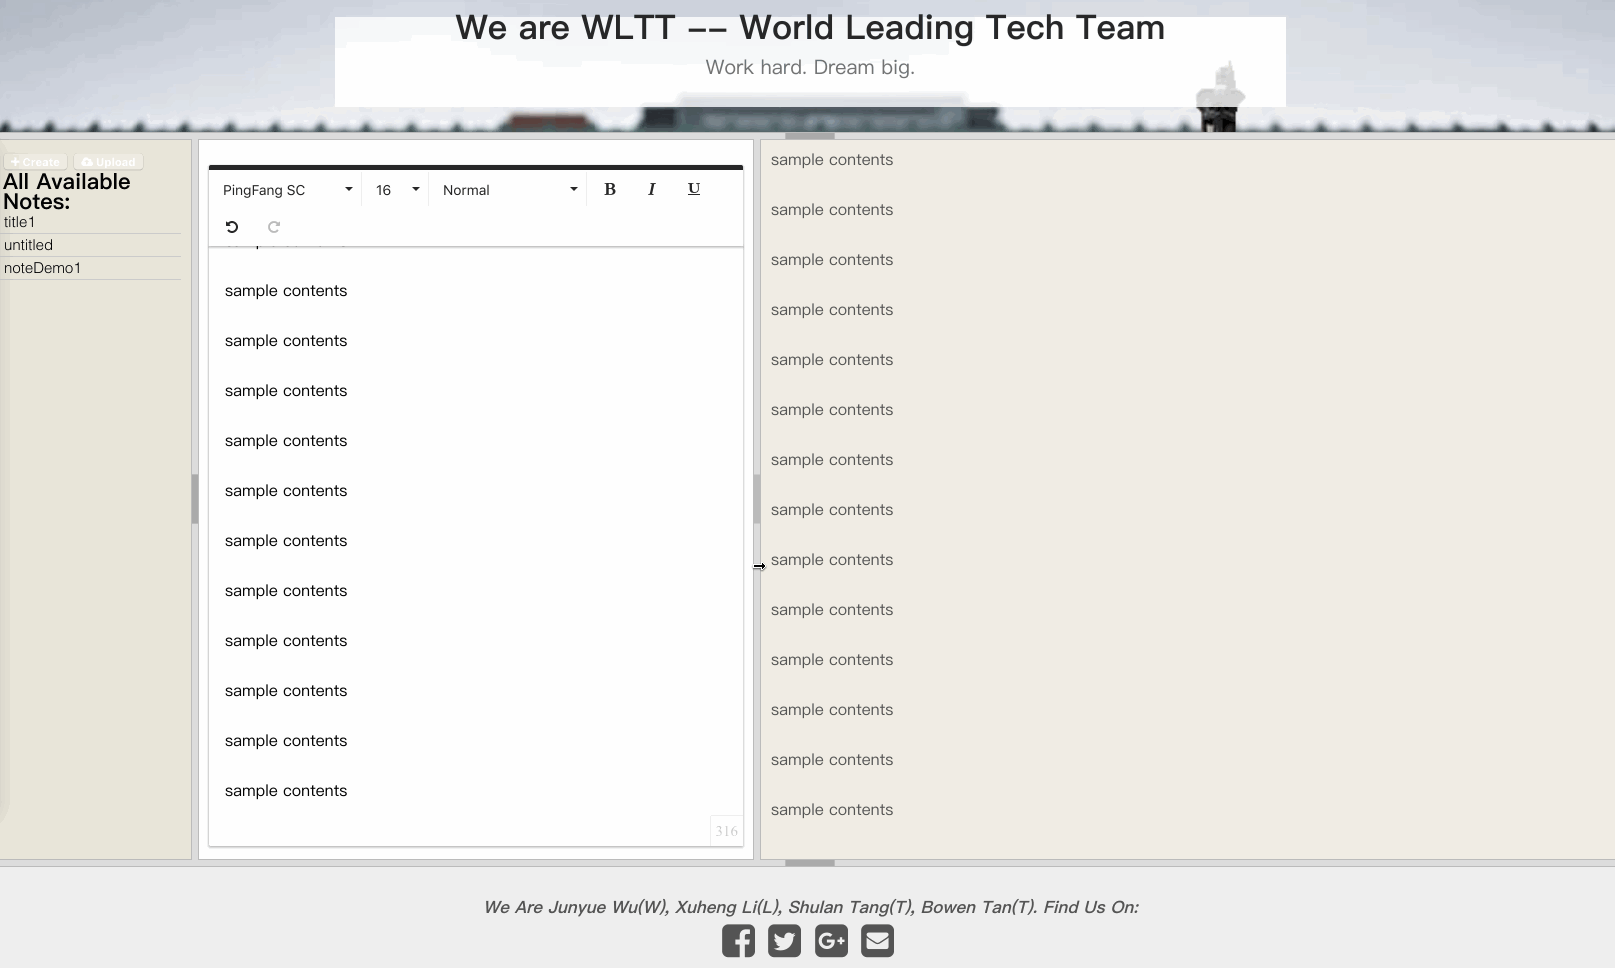 We are WLTT -- World Leading Tech Team
Work hard. Dream big.
Create
Upload
All Available
Notes:
title1
untitled
noteDemo1
PingFang SC
16
Normal
B
I
U
sample contents
sample contents
sample contents
sample contents
sample contents
sample contents
sample contents
sample contents
sample contents
sample contents
sample contents
316
sample contents
sample contents
sample contents
sample contents
sample contents
sample contents
sample contents
sample contents
sample contents
sample contents
sample contents
sample contents
sample contents
sample contents
We Are Junyue Wu(W), Xuheng Li(L), Shulan Tang(T), Bowen Tan(T). Find Us On: